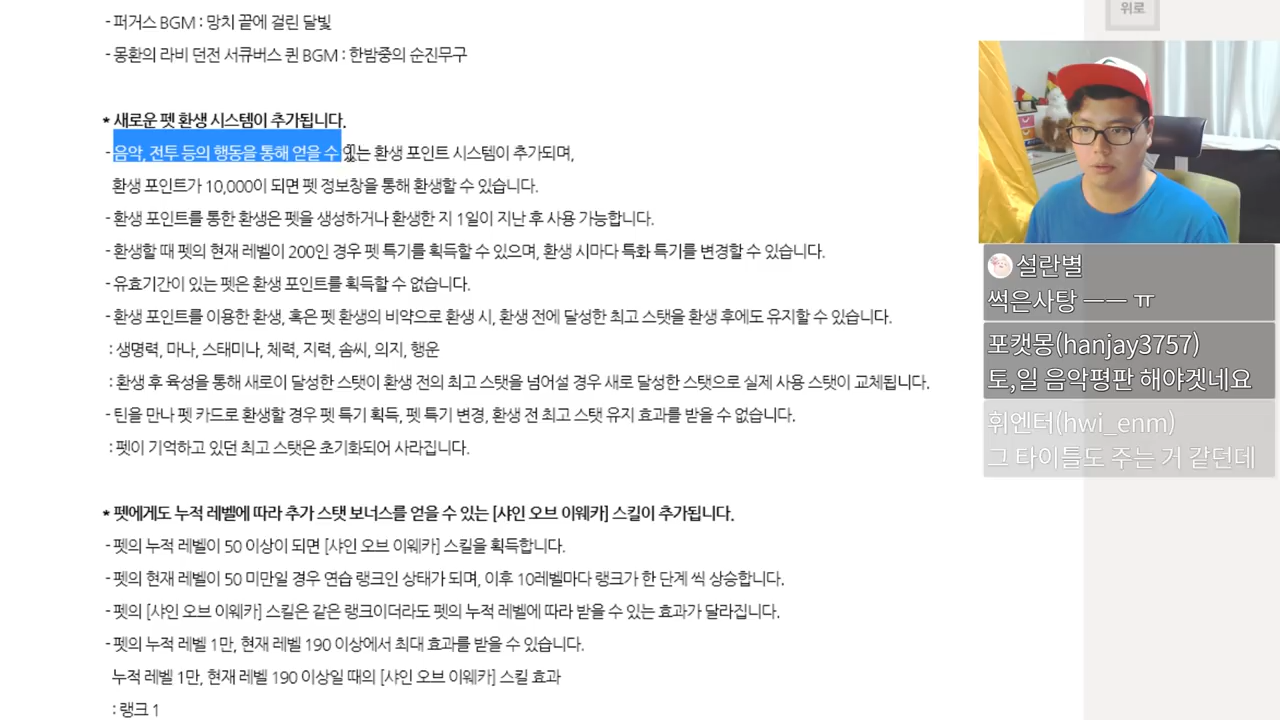 - 퍼거스 BGM : 망치 끝에 걸린 달빛
- 몽환의 라비 던전 서큐버스 퀸 BGM : 한밤중의 순진무구
* 새로운 펫 환생 시스템이 추가됩니다.
- 음악, 전투 등의 행동을 통해 얻을 수 있는 환생 포인트 시스템이 추가되며,
환생 포인트가 10,000이 되면 펫 정보창을 통해 환생할 수 있습니다.
- 환생 포인트를 통한 환생은 펫을 생성하거나 환생한 지 1일이 지난 후 사용 가능합니다.
- 환생할 때 펫의 현재 레벨이 200인 경우 펫 특기를 획득할 수 있으며, 환생 시마다 특화 특기를 변경할 수 있습니다.
- 유효기간이 있는 펫은 환생 포인트를 획득할 수 없습니다.
- 환생 포인트를 이용한 환생, 혹은 펫 환생의 비약으로 환생 시, 환생 전에 달성한 최고 스탯을 환생 후에도 유지할 수 있습니다.
: 생명력, 마나, 스태미나, 체력, 지력, 솜씨, 의지, 행운
: 환생 후 육성을 통해 새로이 달성한 스탯이 환생 전의 최고 스탯을 넘어설 경우 새로 달성한 스탯으로 실제 사용 스탯이 교체됩니다.
- 틴을 만나 펫 카드로 환생할 경우 펫 특기 획득, 펫 특기 변경, 환생 전 최고 스탯 유지 효과를 받을 수 없습니다.
: 펫이 기억하고 있던 최고 스탯은 초기화되어 사라집니다.
* 펫에게도 누적 레벨에 따라 추가 스탯 보너스를 얻을 수 있는 [샤인 오브 이웨카] 스킬이 추가됩니다.
- 펫의 누적 레벨이 50 이상이 되면 [샤인 오브 이웨카] 스킬을 획득합니다.
- 펫의 현재 레벨이 50 미만일 경우 연습 랭크인 상태가 되며, 이후 10레벨마다 랭크가 한 단계 씩 상승합니다.
- 펫의 [샤인 오브 이웨카] 스킬은 같은 랭크이더라도 펫의 누적 레벨에 따라 받을 수 있는 효과가 달라집니다.
- 펫의 누적 레벨 1만, 현재 레벨 190 이상에서 최대 효과를 받을 수 있습니다.
누적 레벨 1만, 현재 레벨 190 이상일 때의 [샤인 오브 이웨카] 스킬 효과
: 랭크 1
위로
설란별
썩은사탕 ㅡㅡ ㅠ
포캣몽(hanjay3757)
토,일 음악평판 해야겟네요
휘엔터(hwi_enm)
그 타이틀도 주는 거 같던데